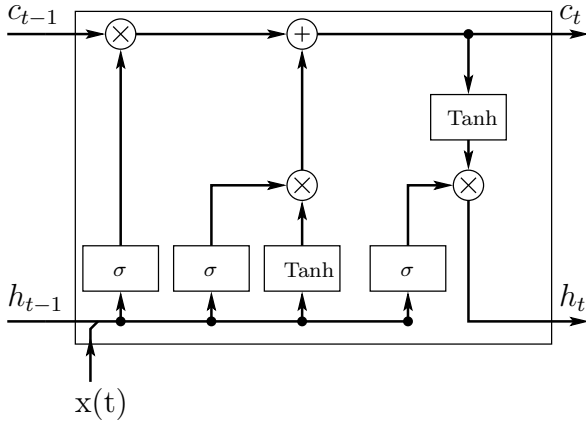 c_{t−1} c_t
× +
Tanh
× ×
σ σ Tanh σ
h_{t−1} h_t
x(t)